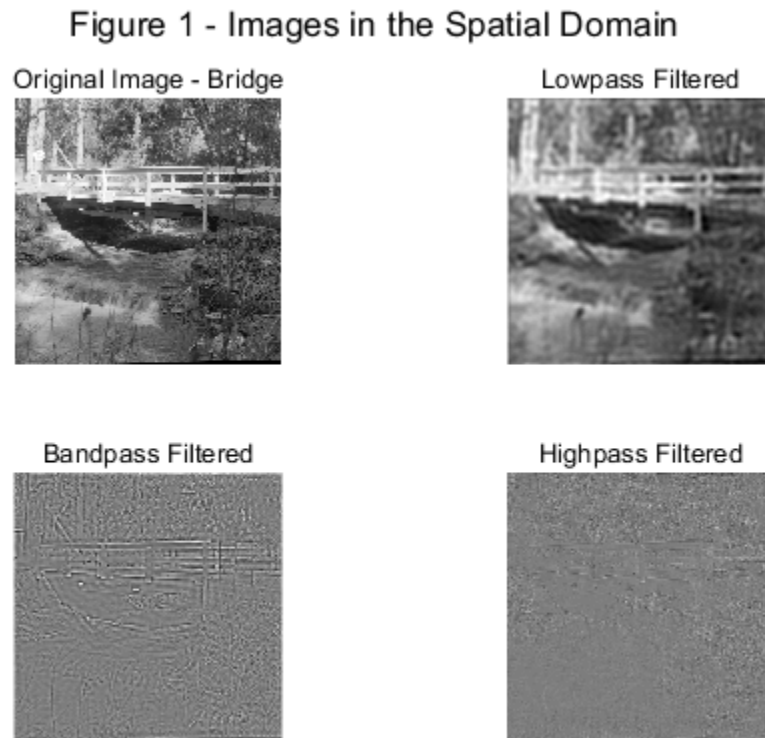 Figure 1 - Images in the Spatial Domain
Original Image - Bridge
Lowpass Filtered
Bandpass Filtered
Highpass Filtered